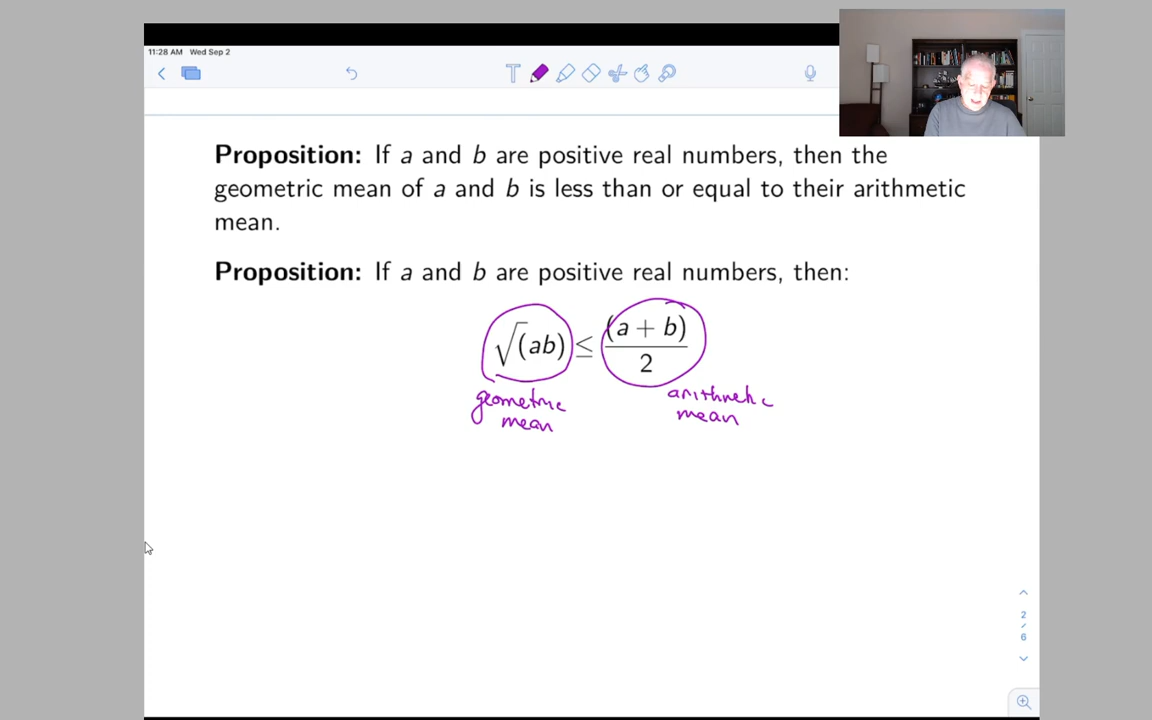 11:28 AM Wed Sep 2
T
Proposition: If a and b are positive real numbers, then the
geometric mean of a and b is less than or equal to their arithmetic
mean.
Proposition: If a and b are positive real numbers, then:
√(ab) ≤ (a + b)/2
geometric mean
arithmetic mean
2
/
6